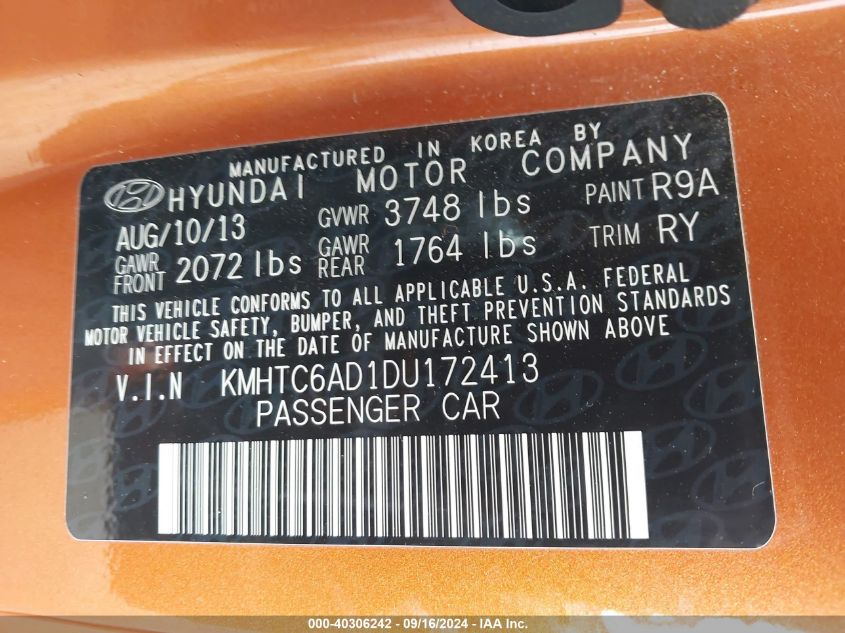 MANUFACTURED IN KOREA BY
HYUNDAI MOTOR COMPANY
AUG/10/13 GVWR 3748 lbs PAINT R9A
GAWR FRONT 2072 lbs GAWR REAR 1764 lbs TRIM RY
THIS VEHICLE CONFORMS TO ALL APPLICABLE U.S.A. FEDERAL
MOTOR VEHICLE SAFETY, BUMPER, AND THEFT PREVENTION STANDARDS
IN EFFECT ON THE DATE OF MANUFACTURE SHOWN ABOVE
V.I.N KMHTC6AD1DU172413
PASSENGER CAR
000-40306242 - 09/16/2024 - IAA Inc.